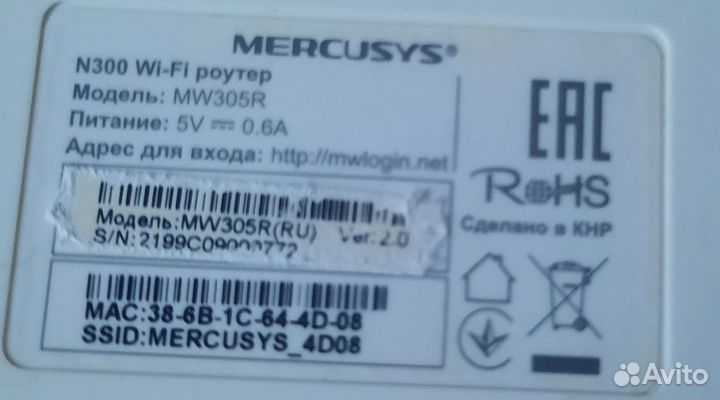 MERCUSYS®
N300 Wi-Fi роутер
Модель: MW305R
Питание: 5V ⎓ 0.6A
Адрес для входа: http://mwlogin.net
EAC
RoHS
Сделано в КНР
Модель:MW305R(RU) Ver: 2.0
S/N:
MAC:38-6B-1C-64-4D-08
SSID:MERCUSYS_4D08
Avito